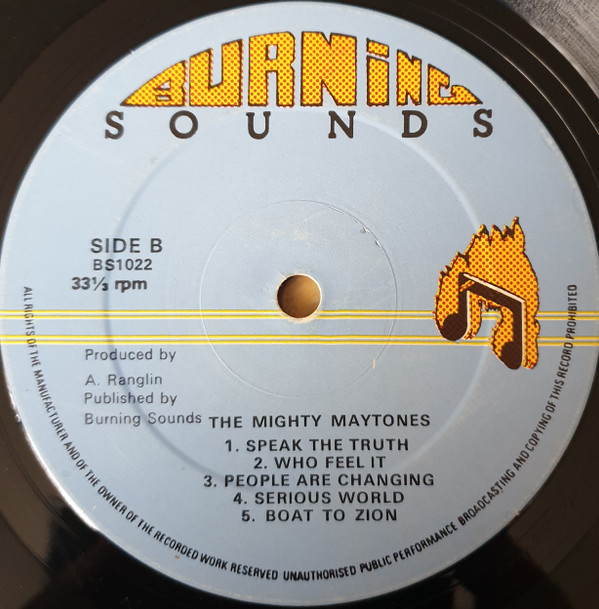 BURNiNG
SOUNDS
SIDE B
BS1022
33⅓ rpm
Produced by
A. Ranglin
Published by
Burning Sounds
THE MIGHTY MAYTONES
1. SPEAK THE TRUTH
2. WHO FEEL IT
3. PEOPLE ARE CHANGING
4. SERIOUS WORLD
5. BOAT TO ZION
ALL RIGHTS OF THE MANUFACTURER AND OF THE OWNER OF THE RECORDED WORK RESERVED UNAUTHORISED PUBLIC PERFORMANCE BROADCASTING AND COPYING OF THIS RECORD PROHIBITED